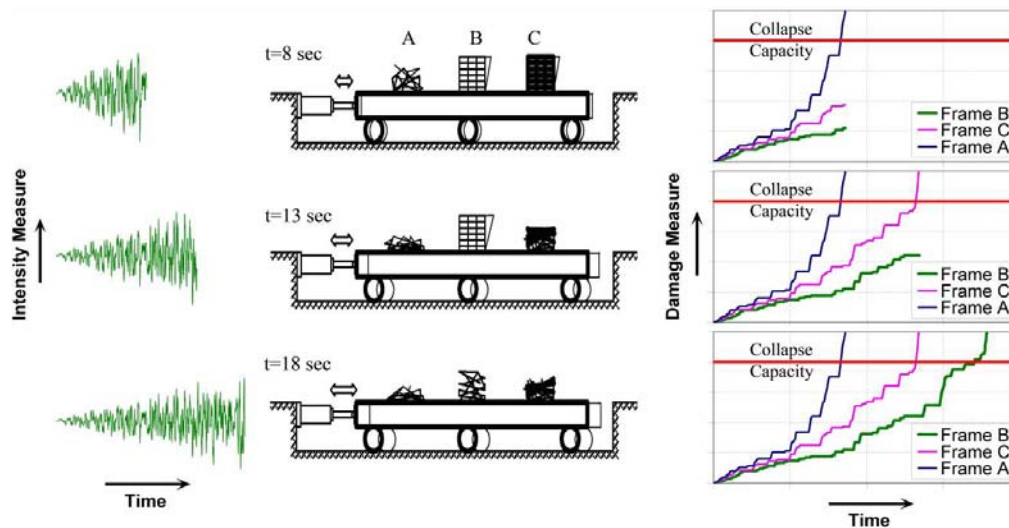 t=8 sec
A
B
C
Collapse
Capacity
Frame B
Frame C
Frame A
Intensity Measure
t=13 sec
Damage Measure
Collapse
Capacity
Frame B
Frame C
Frame A
t=18 sec
Collapse
Capacity
Frame B
Frame C
Frame A
Time
Time